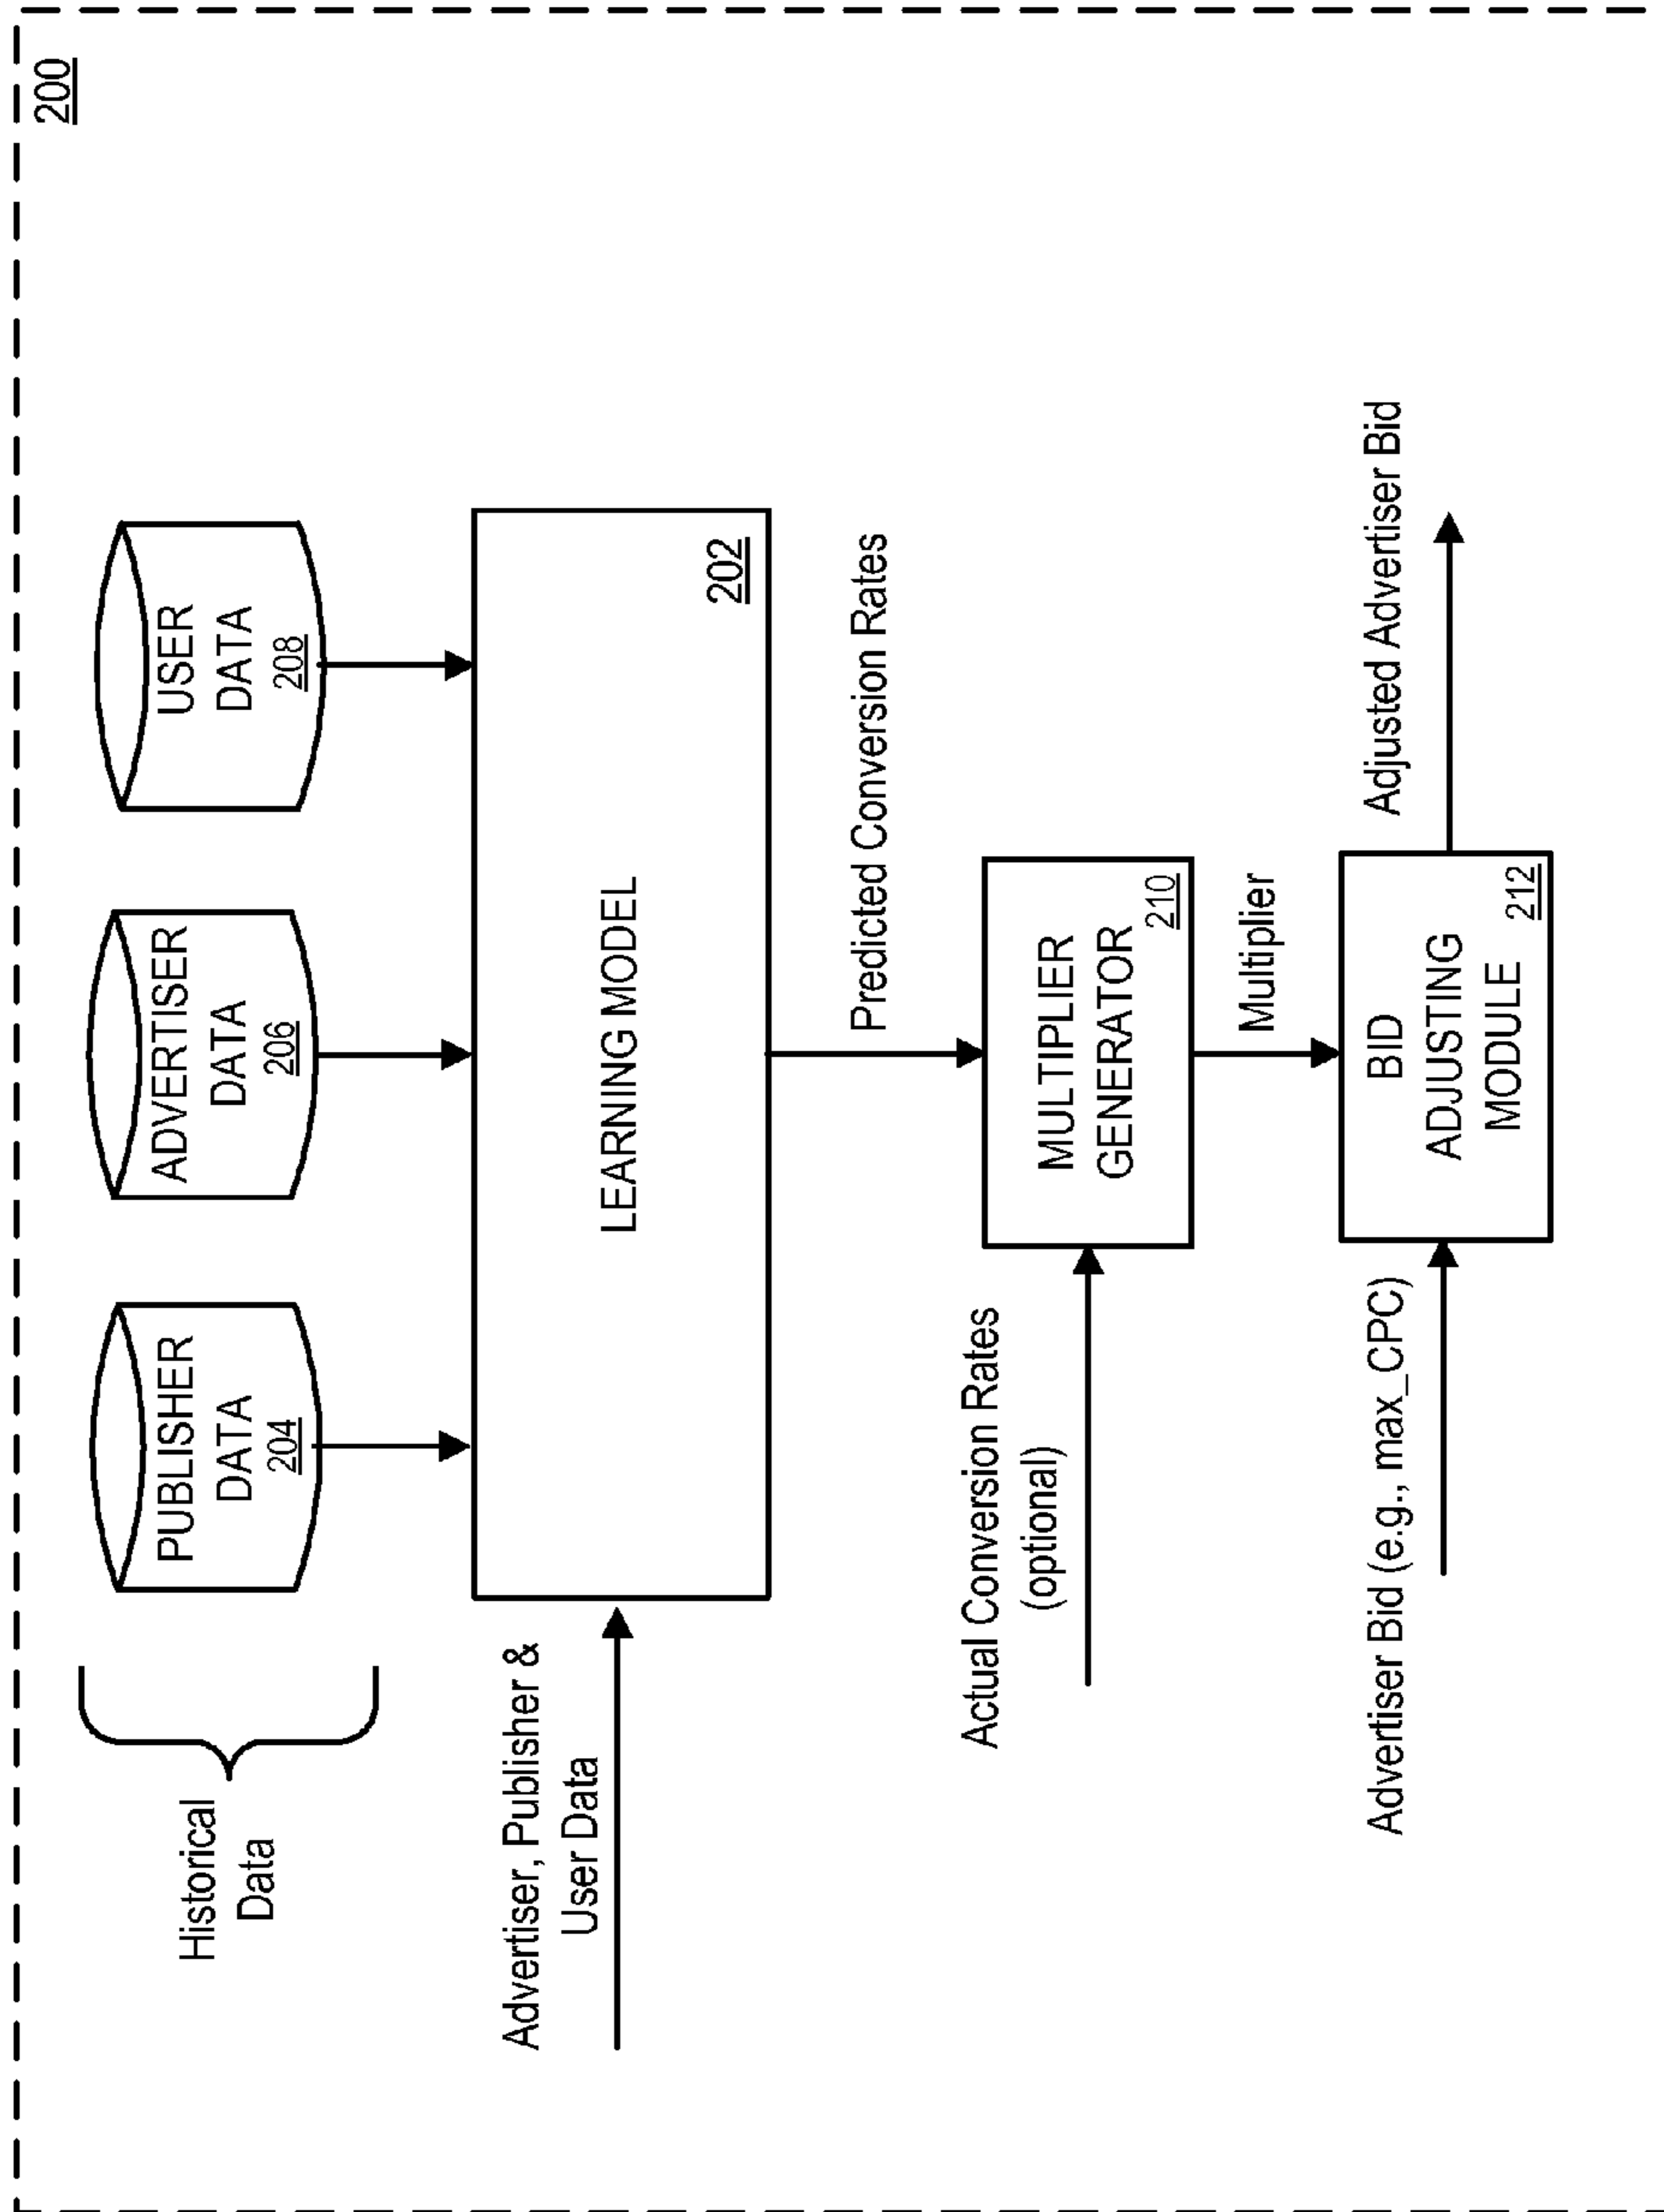 200
Historical
Data
PUBLISHER
DATA
204
ADVERTISER
DATA
206
USER
DATA
208
Advertiser, Publisher &
User Data
LEARNING MODEL
202
Predicted Conversion Rates
Actual Conversion Rates
(optional)
MULTIPLIER
GENERATOR
210
Multiplier
Advertiser Bid (e.g., max_CPC)
BID
ADJUSTING
MODULE
212
Adjusted Advertiser Bid